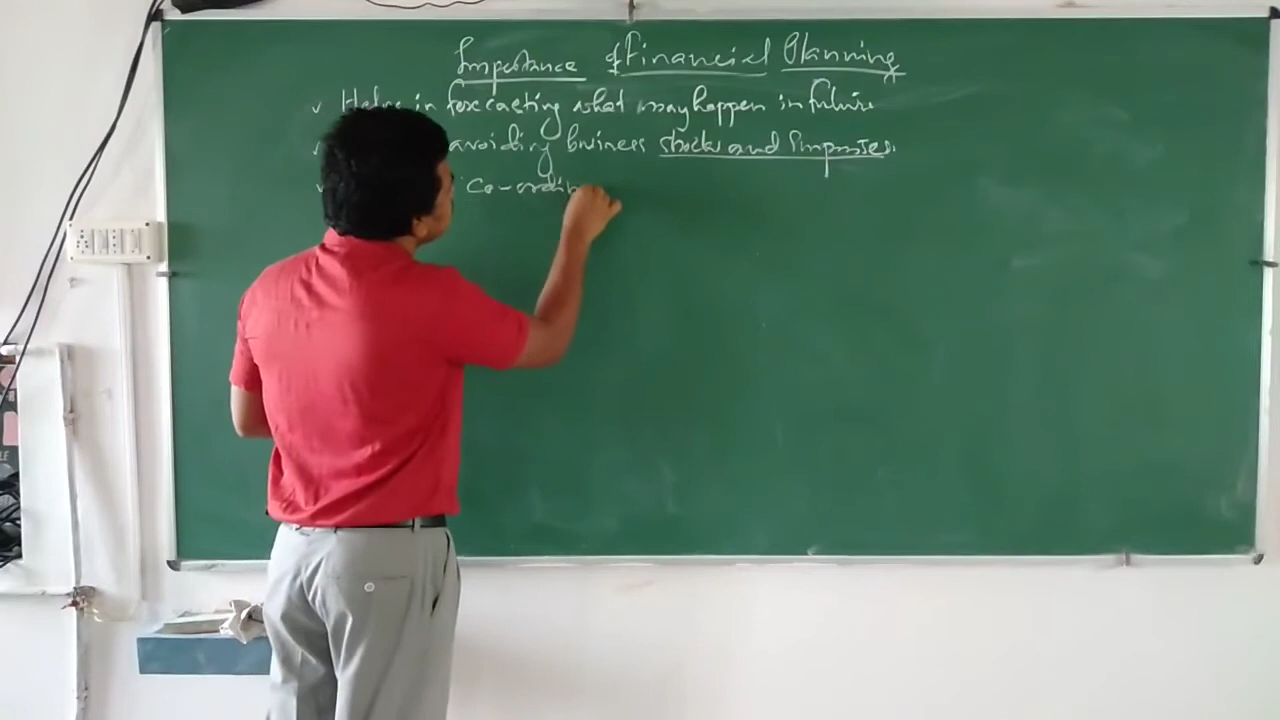 Importance of Financial Planning
✓ Helps in forecasting what may happen in future
avoiding business shocks and Surprises.
Co-ordin